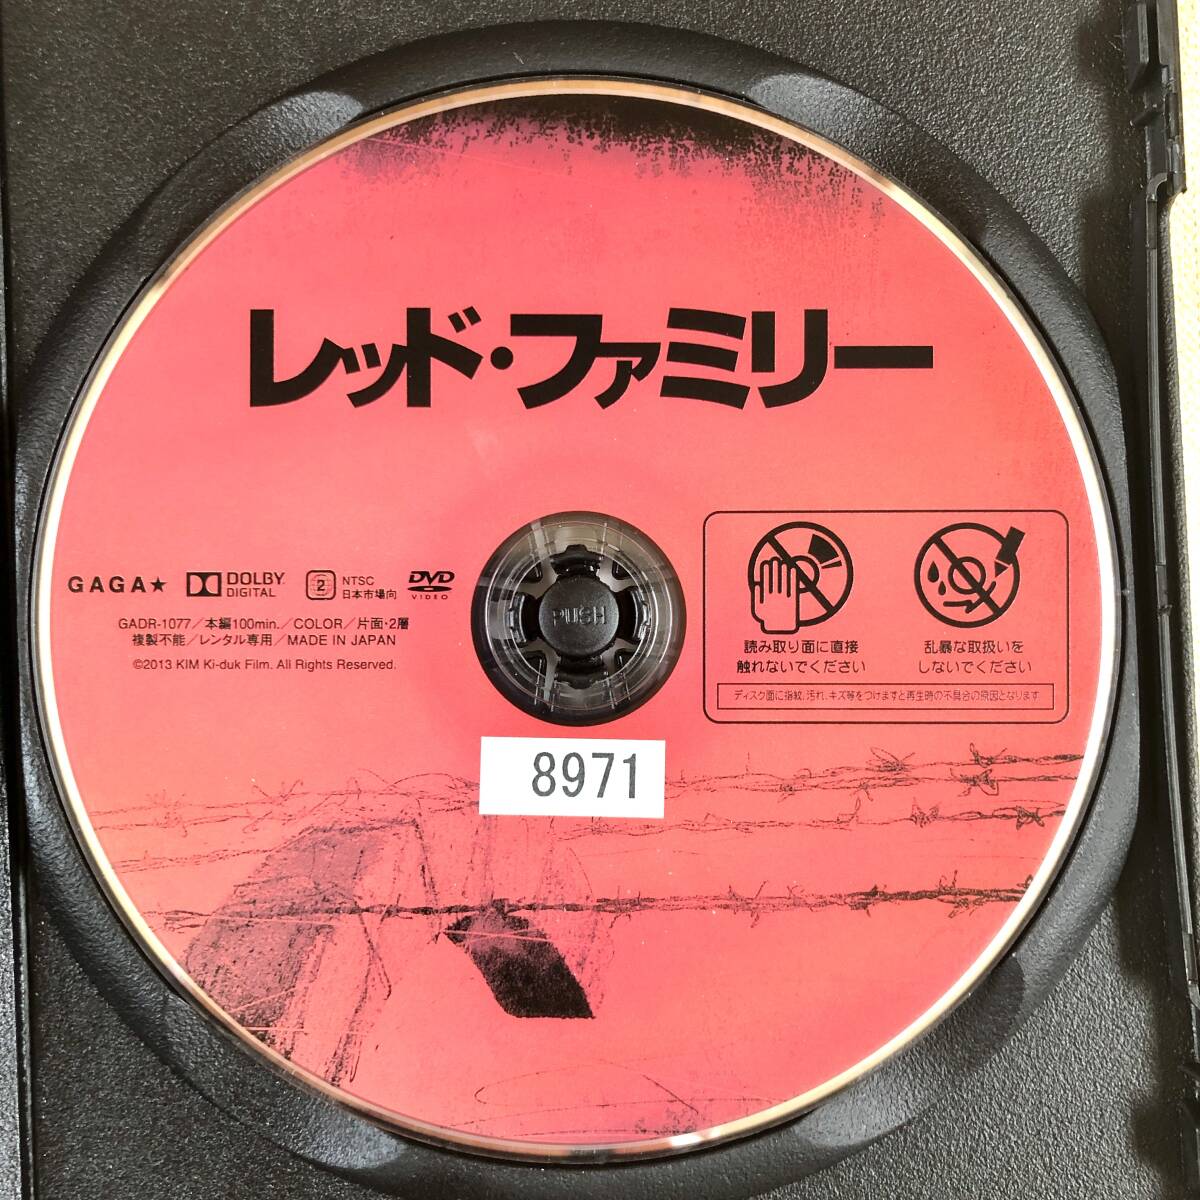 レッド・ファミリー
GAGA★
DOLBY
DIGITAL
2
NTSC
日本市場向
DVD
VIDEO
GADR-1077／本編100min.／COLOR／片面・2層
複製不能／レンタル専用／MADE IN JAPAN
©2013 KIM Ki-duk Film. All Rights Reserved.
PUSH
読み取り面に直接
触れないでください
乱暴な取扱いを
しないでください
ディスク面に指紋、汚れ、キズ等をつけますと再生時の不具合の原因となります
8971